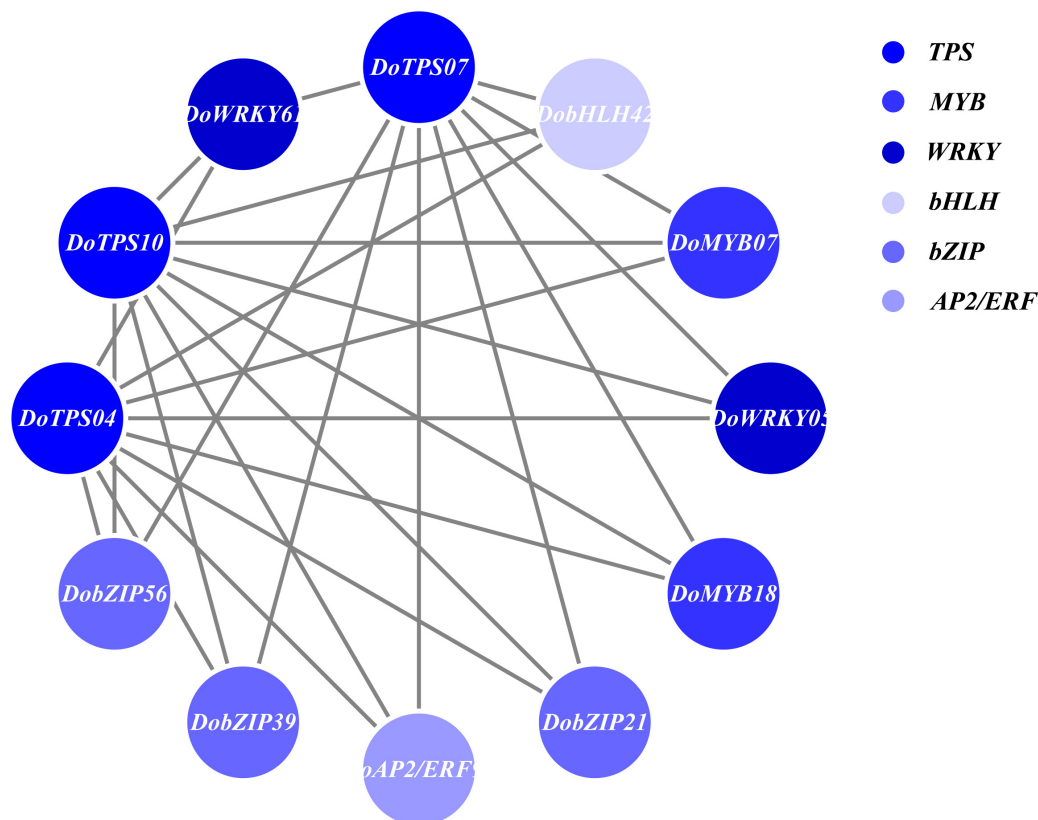 DoTPS07
DoWRKY61
DobHLH42
DoTPS10
DoMYB07
DoTPS04
DoWRKY05
DobZIP56
DoMYB18
DobZIP39
DobZIP21
TPS
MYB
WRKY
bHLH
bZIP
AP2/ERF